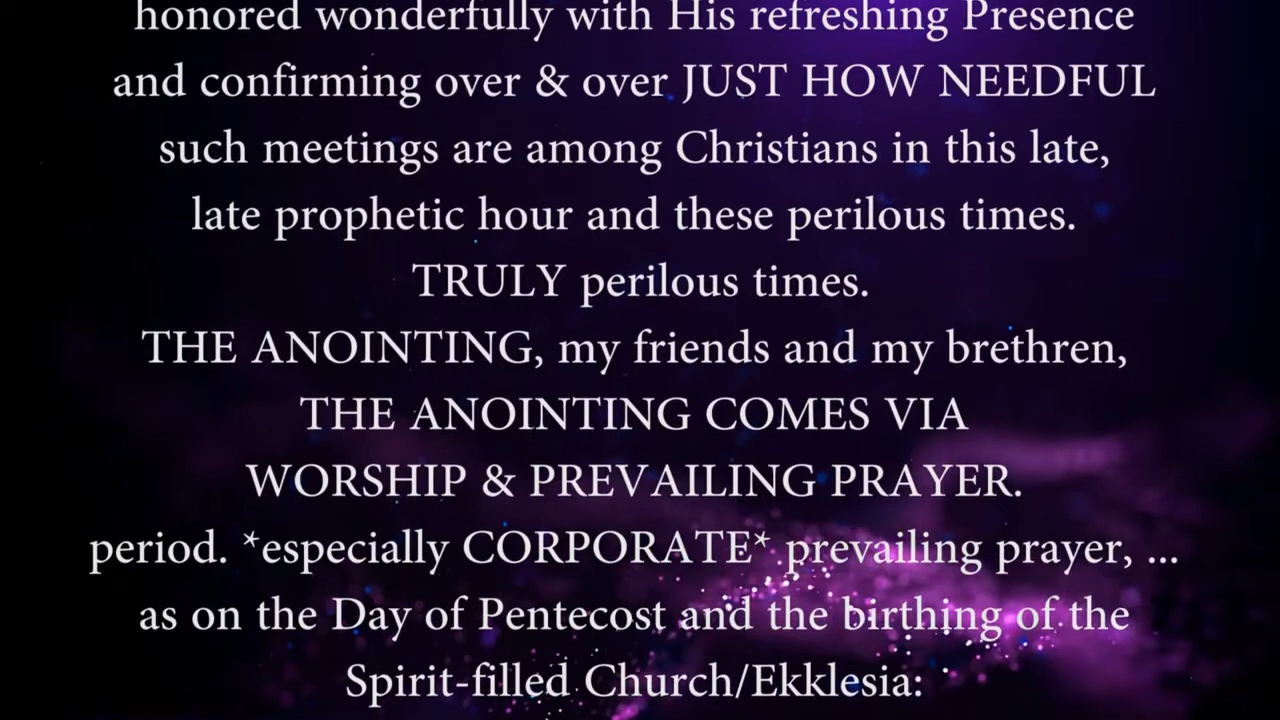 honored wonderfully with His refreshing Presence
and confirming over & over JUST HOW NEEDFUL
such meetings are among Christians in this late,
late prophetic hour and these perilous times.
TRULY perilous times.
THE ANOINTING, my friends and my brethren,
THE ANOINTING COMES VIA
WORSHIP & PREVAILING PRAYER.
period. *especially CORPORATE* prevailing prayer, ...
as on the Day of Pentecost and the birthing of the
Spirit-filled Church/Ekklesia: